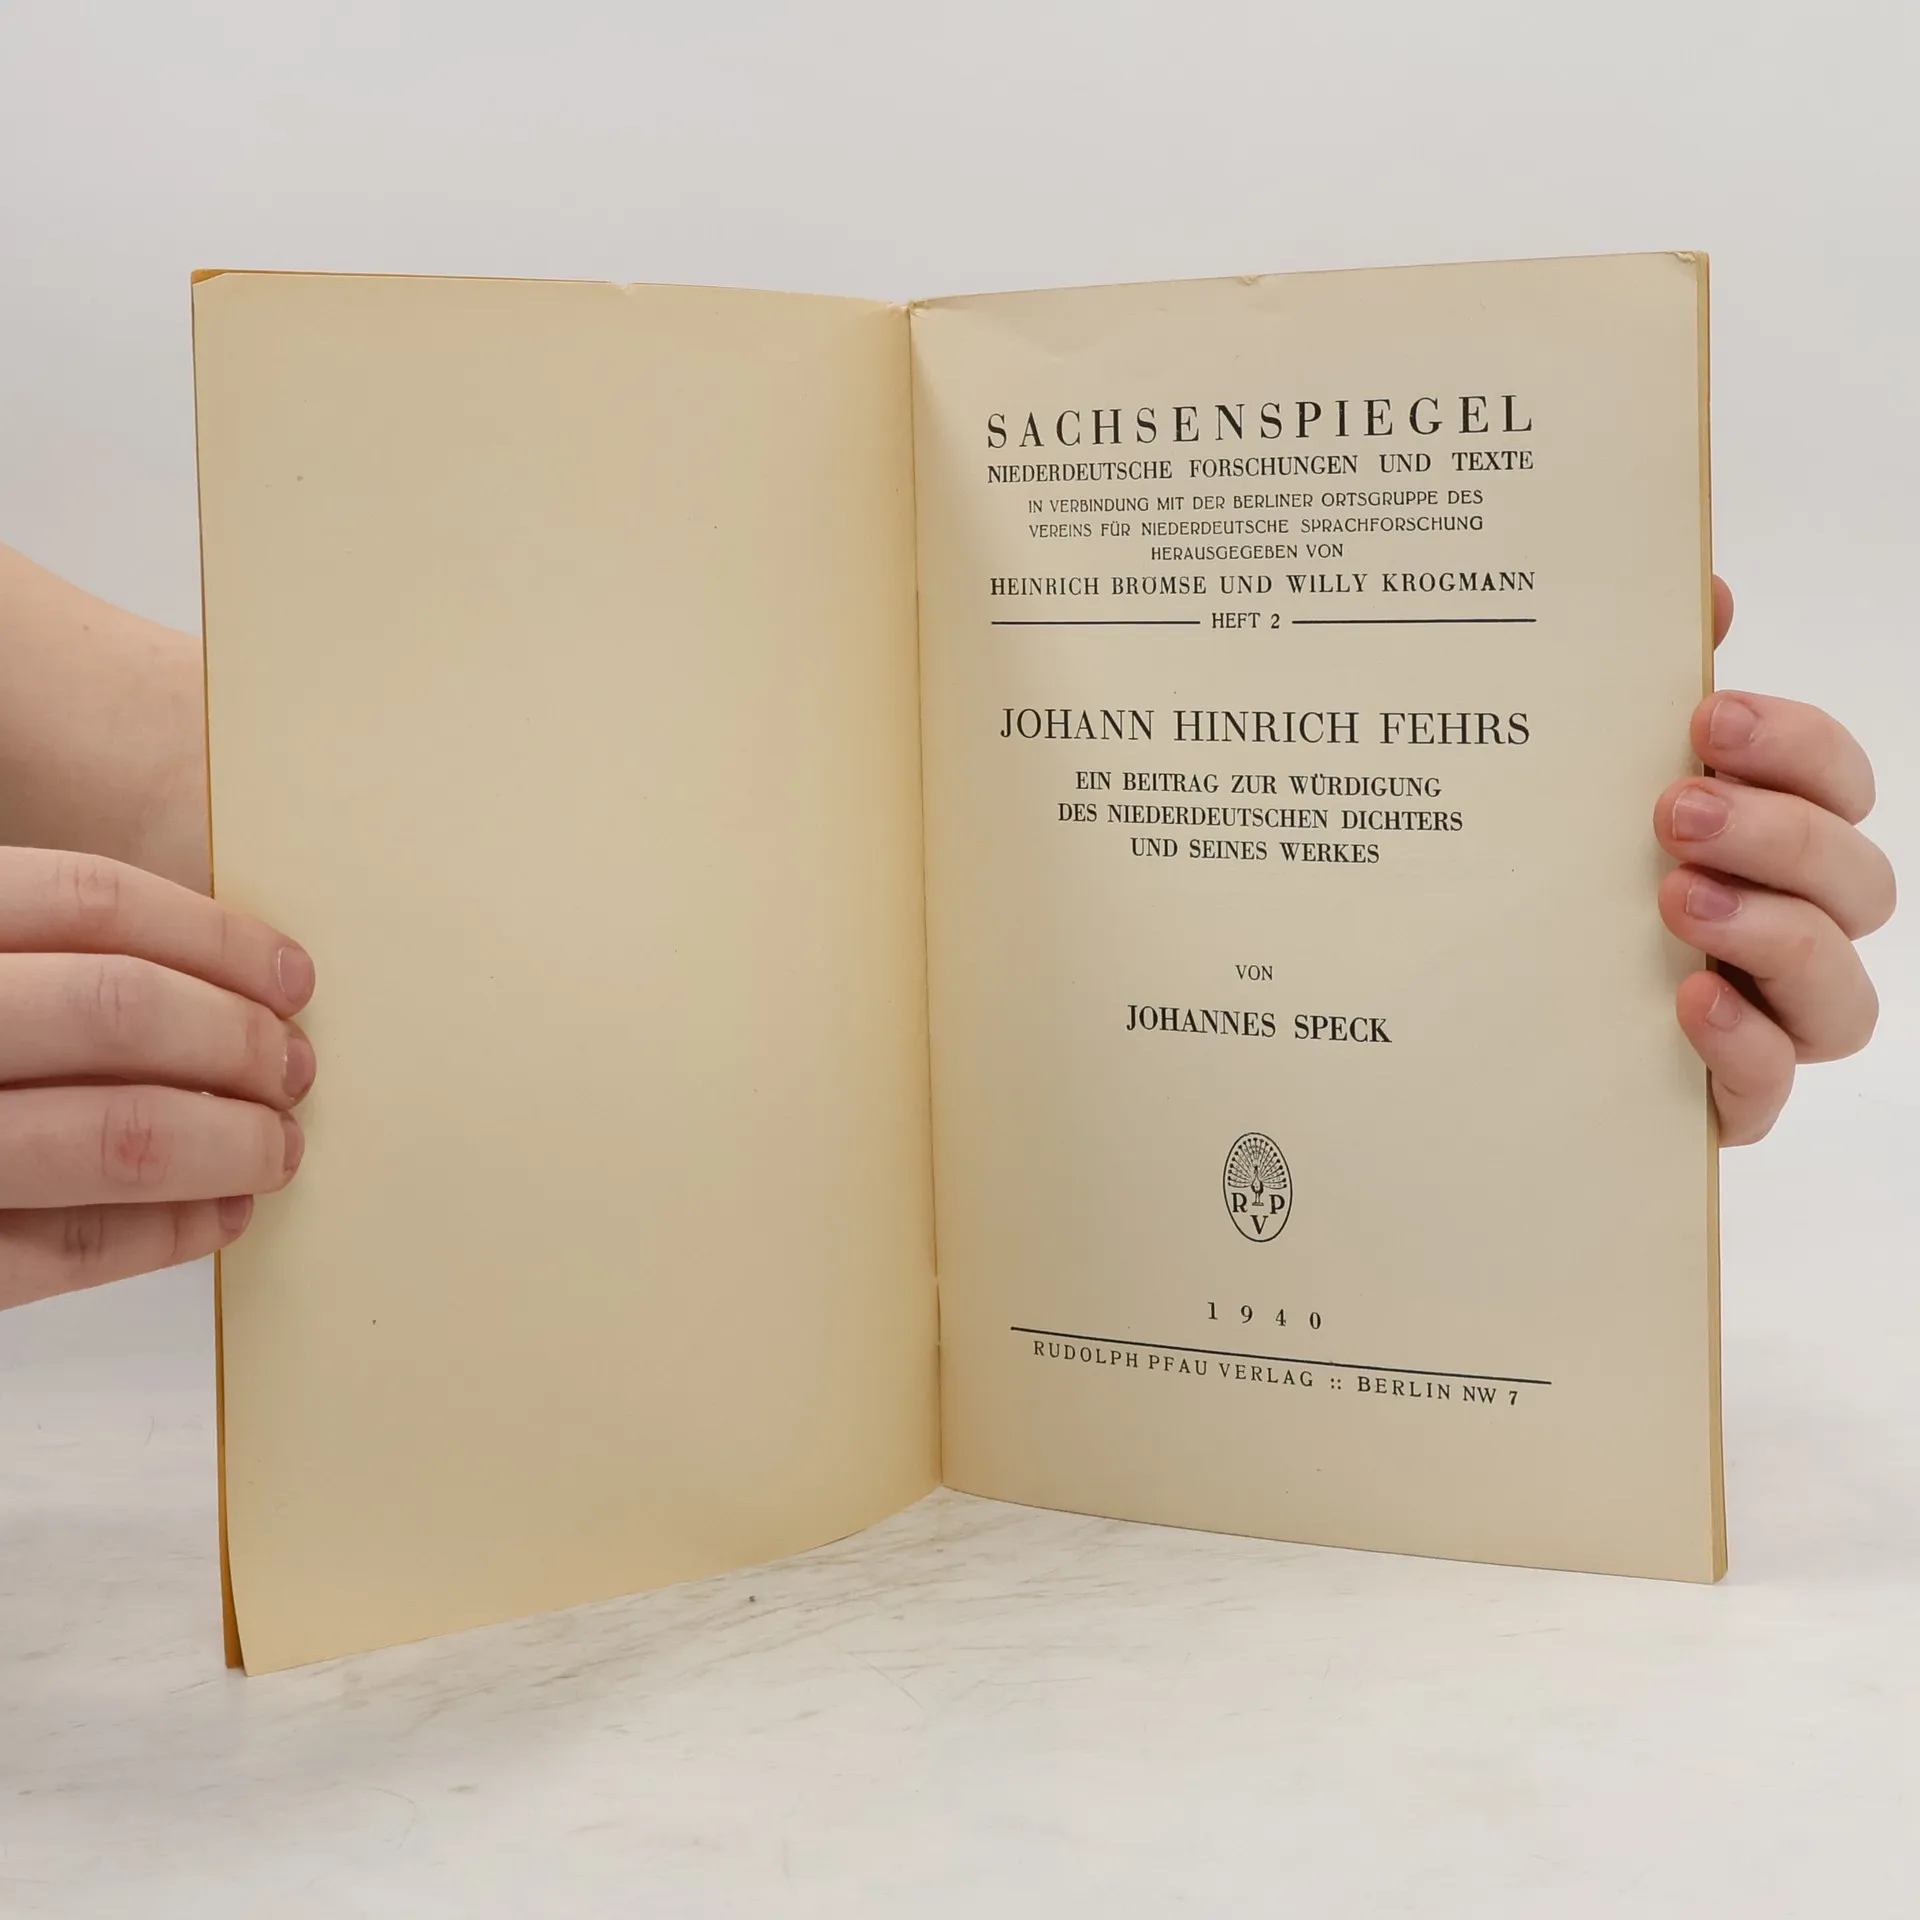 SACHSENSPIEGEL
NIEDERDEUTSCHE FORSCHUNGEN UND TEXTE
IN VERBINDUNG MIT DER BERLINER ORTSGRUPPE DES
VEREINS FÜR NIEDERDEUTSCHE SPRACHFORSCHUNG
HERAUSGEGEBEN VON
HEINRICH BRÖMSE UND WILLY KROGMANN
HEFT 2
JOHANN HINRICH FEHRS
EIN BEITRAG ZUR WÜRDIGUNG
DES NIEDERDEUTSCHEN DICHTERS
UND SEINES WERKES
VON
JOHANNES SPECK
R P
V
1940
RUDOLPH PFAU VERLAG :: BERLIN NW 7